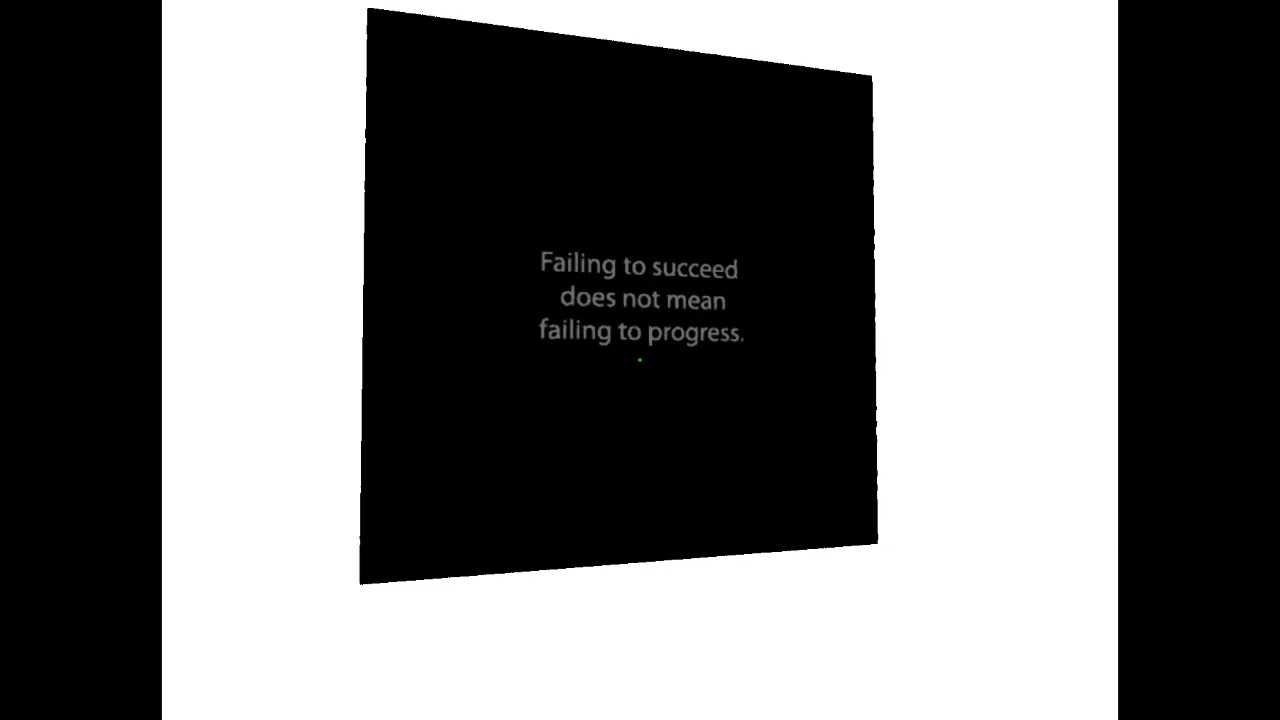 Failing to succeed
does not mean
failing to progress.